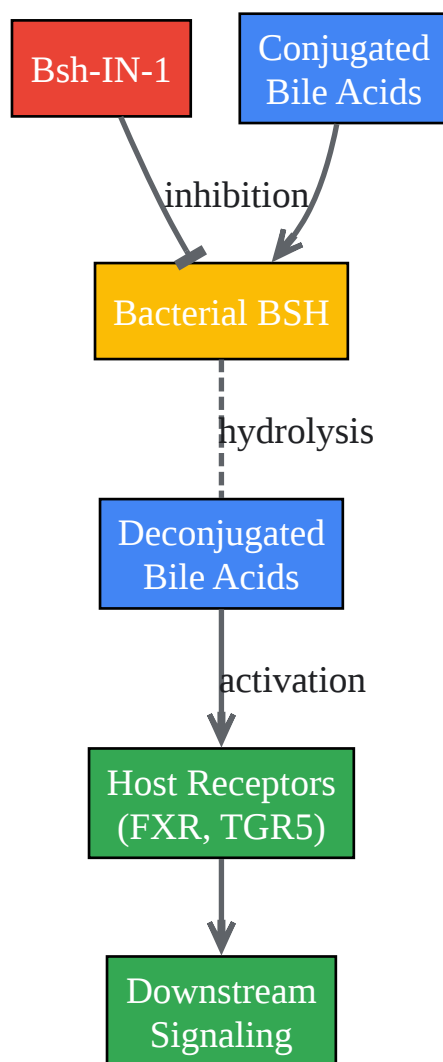 Bsh-IN-1
Conjugated
Bile Acids
inhibition
Bacterial BSH
hydrolysis
Deconjugated
Bile Acids
activation
Host Receptors
(FXR, TGR5)
Downstream
Signaling